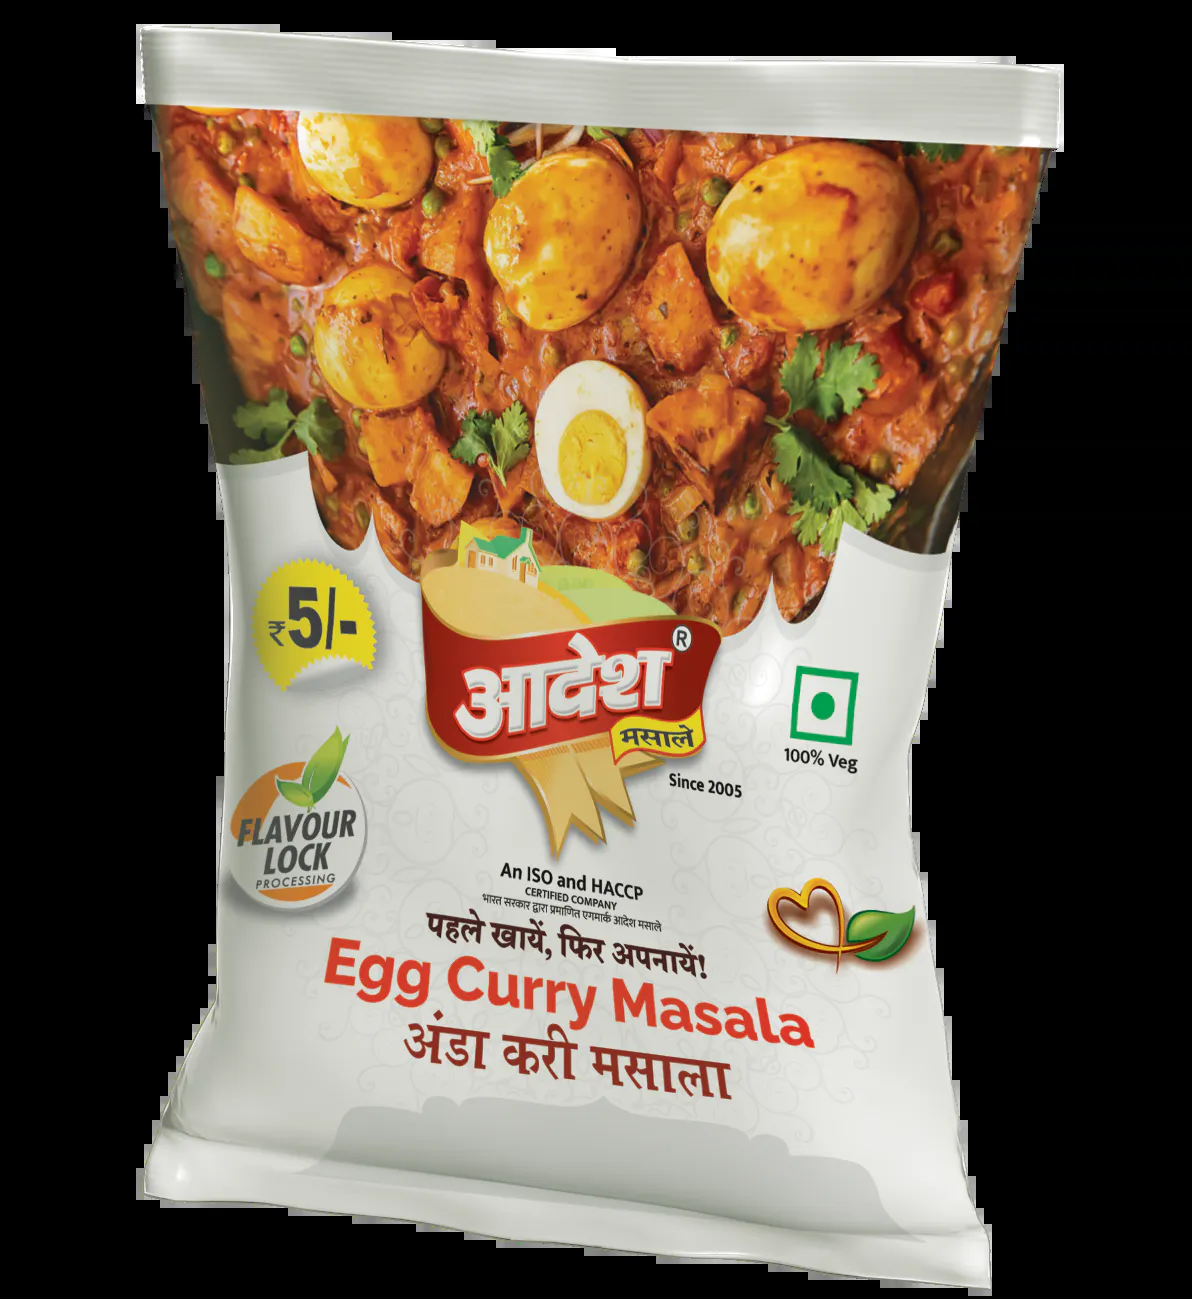 ₹5/-
आदेश®
मसाले
Since 2005
100% Veg
FLAVOUR
LOCK
PROCESSING
An ISO and HACCP
CERTIFIED COMPANY
भारत सरकार द्वारा प्रमाणित एगमार्क आदेश मसाले
पहले खायें, फिर अपनायें!
Egg Curry Masala
अंडा करी मसाला